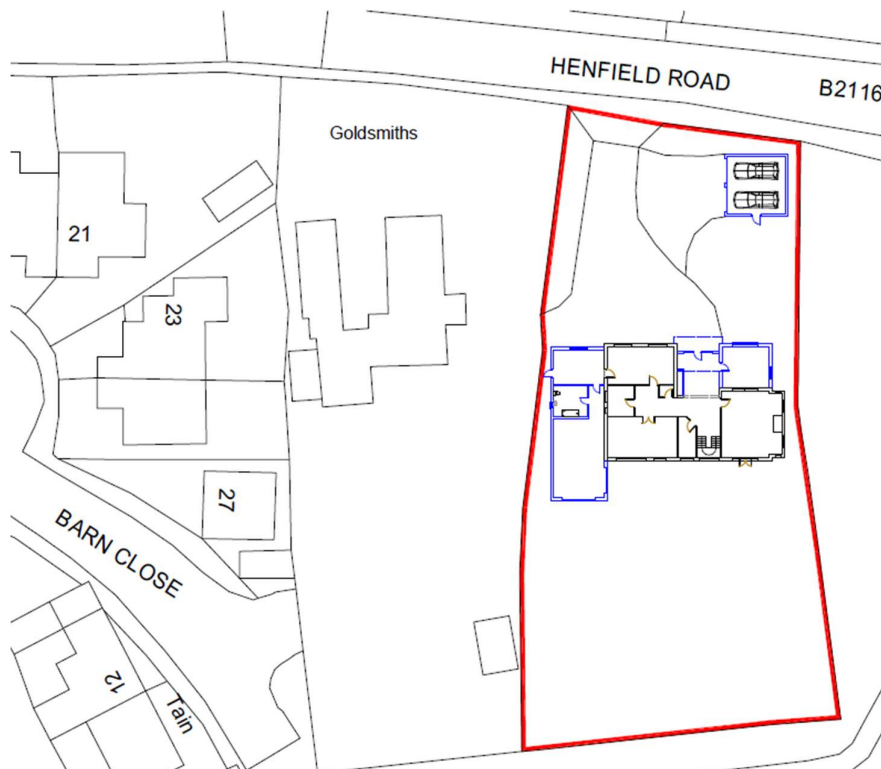 HENFIELD ROAD
B2116
Goldsmiths
21
23
27
BARN CLOSE
12
Tain